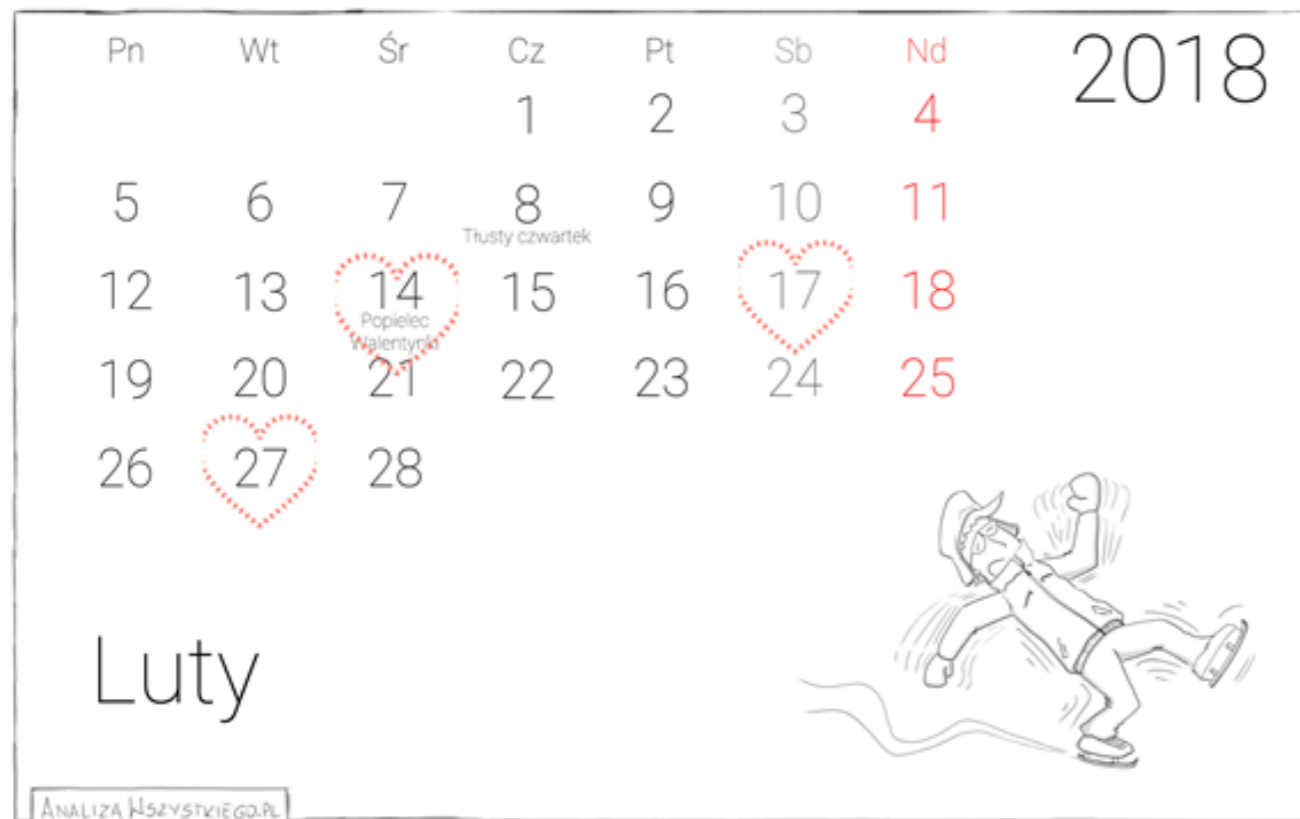 Pn Wt Śr Cz Pt Sb Nd 2018
1 2 3 4
5 6 7 8 9 10 11
Tłusty czwartek
12 13 14 15 16 17 18
Popielec
Walentynki
19 20 21 22 23 24 25
26 27 28
Luty
ANALIZA WSZYSTKIEGO.PL